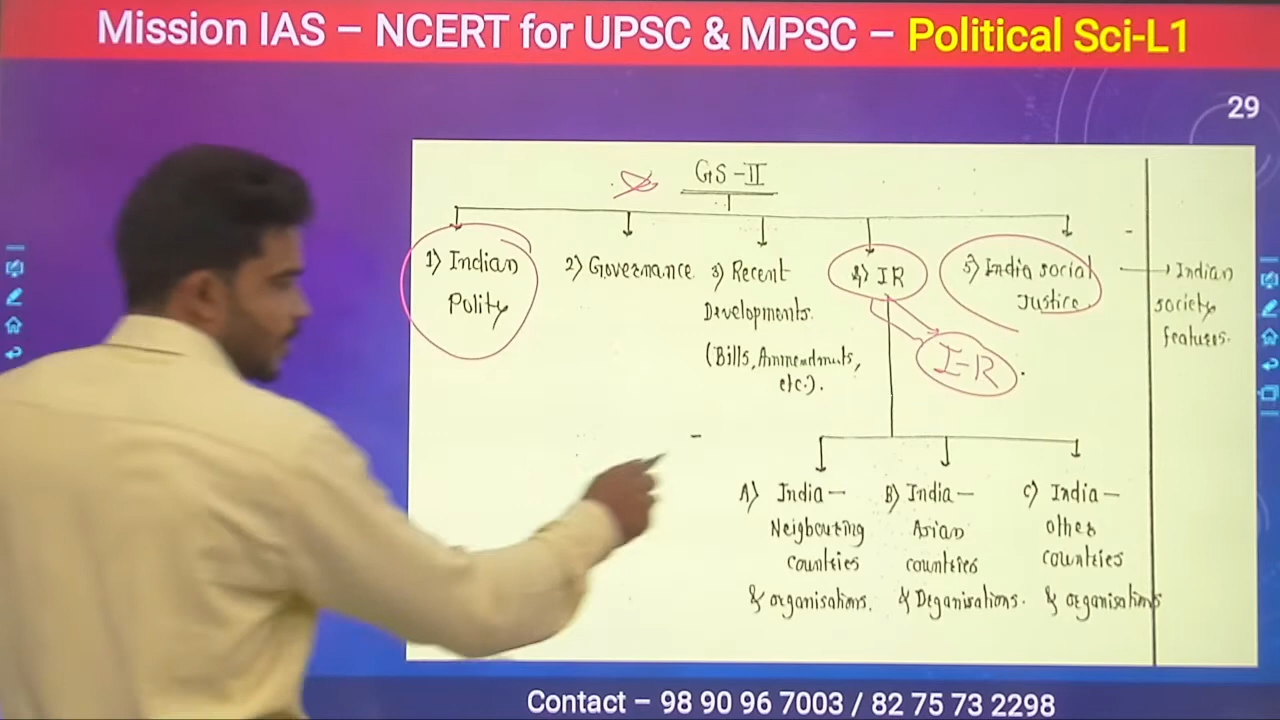 Mission IAS – NCERT for UPSC & MPSC – Political Sci-L1
29
GS-II
1) Indian
Polity
2) Governance
3) Recent
Developments.
(Bills, Ammendmuts,
etc.).
4) IR
5) India social
Justice.
Indian
society
features.
I-R
A) India –
Neigbouring
countries
& organisations.
B) India –
Asian
countries
& Organisations.
C) India –
other
countries
& organisations
Contact – 98 90 96 7003 / 82 75 73 2298